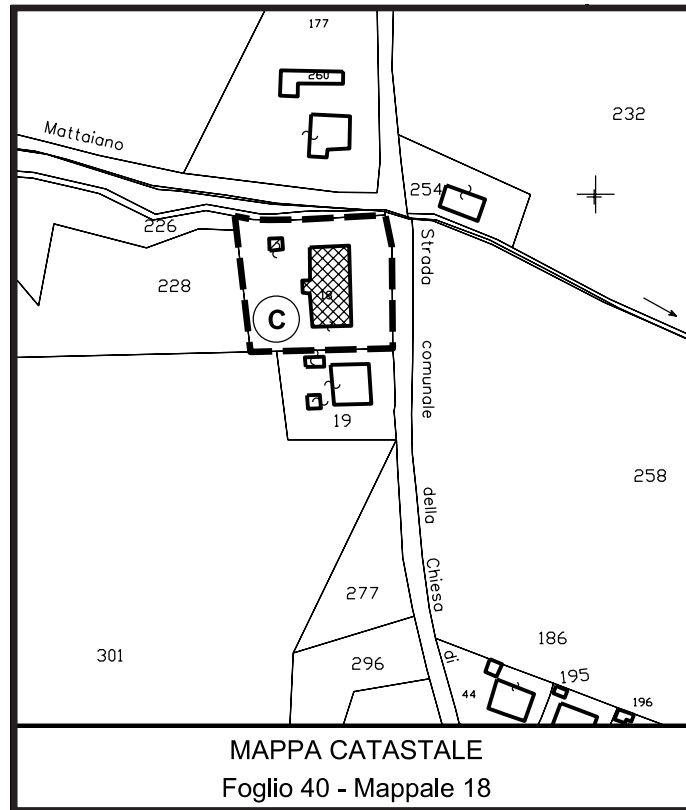 177
260
232
Mattaiano
254
226
Strada
228
18
C
comunale
19
258
della
Chiesa
277
di
186
301
296
195
44
196
MAPPA CATASTALE
Foglio 40 - Mappale 18